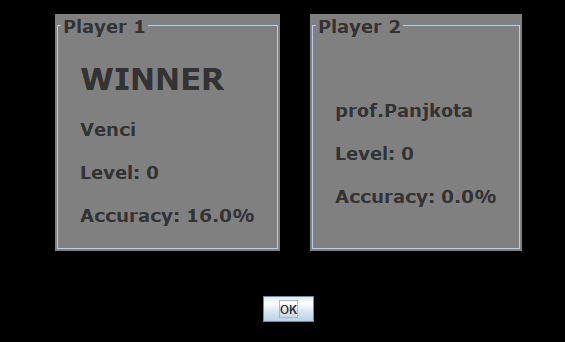 Player 1
WINNER
Venci
Level: 0
Accuracy: 16.0%
Player 2
prof.Panjkota
Level: 0
Accuracy: 0.0%
OK